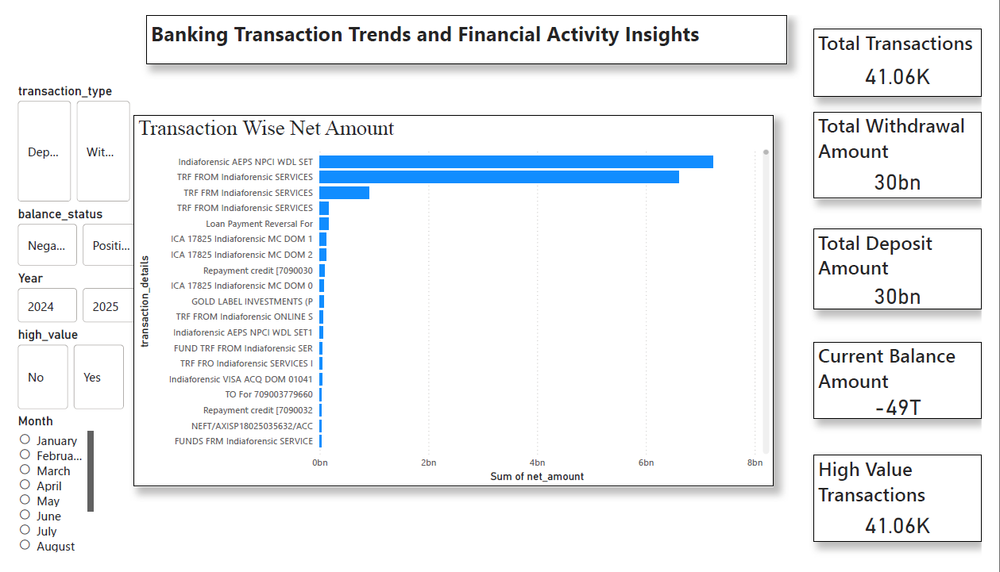 Banking Transaction Trends and Financial Activity Insights
Total Transactions
41.06K
Total Withdrawal
Amount
30bn
Total Deposit
Amount
30bn
Current Balance
Amount
-49T
High Value
Transactions
41.06K
transaction_type
Dep...
Wit...
balance_status
Nega...
Positi...
Year
2024
2025
high_value
No
Yes
Month
January
Februa...
March
April
May
June
July
August
Transaction Wise Net Amount
transaction_details
Indiaforensic AEPS NPCI WDL SET
TRF FROM Indiaforensic SERVICES
TRF FRM Indiaforensic SERVICES
TRF FROM Indiaforensic SERVICES
Loan Payment Reversal For
ICA 17825 Indiaforensic MC DOM 1
ICA 17825 Indiaforensic MC DOM 2
Repayment credit [7090030
ICA 17825 Indiaforensic MC DOM 0
GOLD LABEL INVESTMENTS (P
TRF FROM Indiaforensic ONLINE S
Indiaforensic AEPS NPCI WDL SET1
FUND TRF FROM Indiaforensic SER
TRF FRO Indiaforensic SERVICES I
Indiaforensic VISA ACQ DOM 01041
TO For 709003779660
Repayment credit [7090032
NEFT/AXISP18025035632/ACC
FUNDS FRM Indiaforensic SERVICE
0bn 2bn 4bn 6bn 8bn
Sum of net_amount